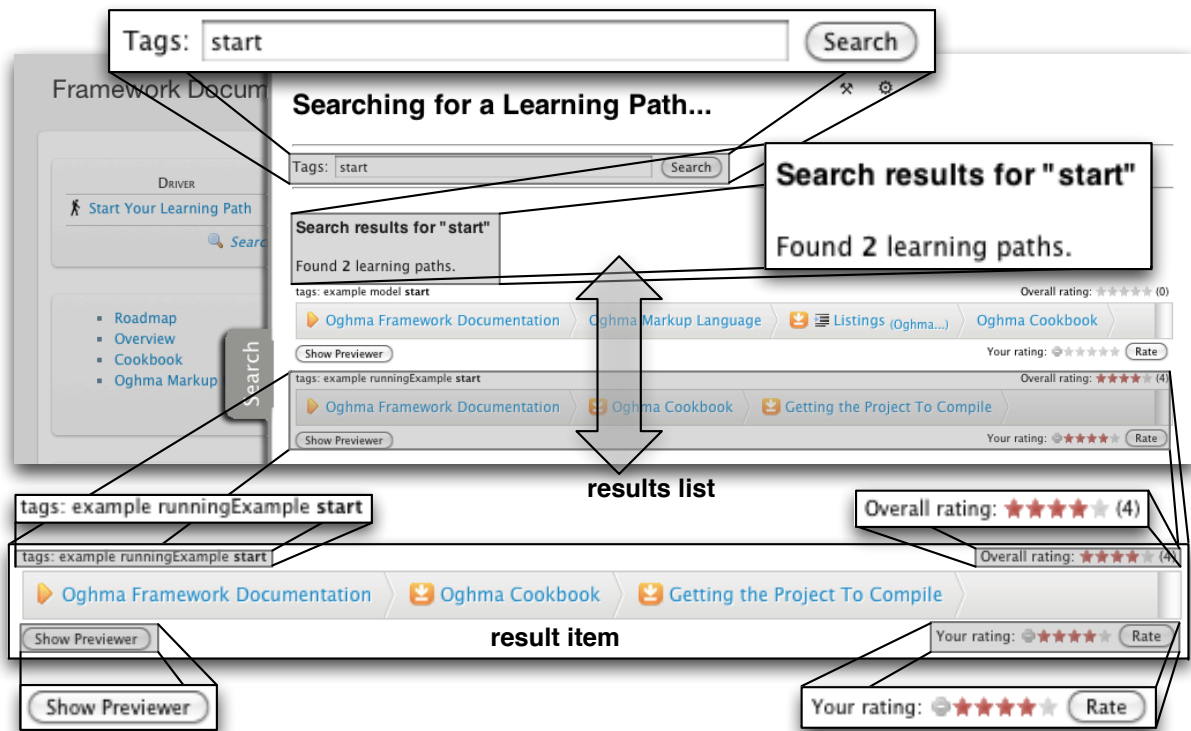 Tags: start Search
Framework Docum
Searching for a Learning Path...
Tags: start Search
Search results for "start"
Found 2 learning paths.
DRIVER
Start Your Learning Path
Searc
Search results for "start"
Found 2 learning paths.
tags: example model start Overall rating: (0)
Oghma Framework Documentation Oghma Markup Language Listings (Oghma...) Oghma Cookbook
Show Previewer Your rating: Rate
Roadmap
Overview
Cookbook
Oghma Markup
Search
tags: example runningExample start Overall rating: (4)
Oghma Framework Documentation Oghma Cookbook Getting the Project To Compile
Show Previewer Your rating: Rate
results list
tags: example runningExample start
Overall rating: (4)
tags: example runningExample start Overall rating: (4)
Oghma Framework Documentation Oghma Cookbook Getting the Project To Compile
Show Previewer result item Your rating: Rate
Show Previewer
Your rating: Rate